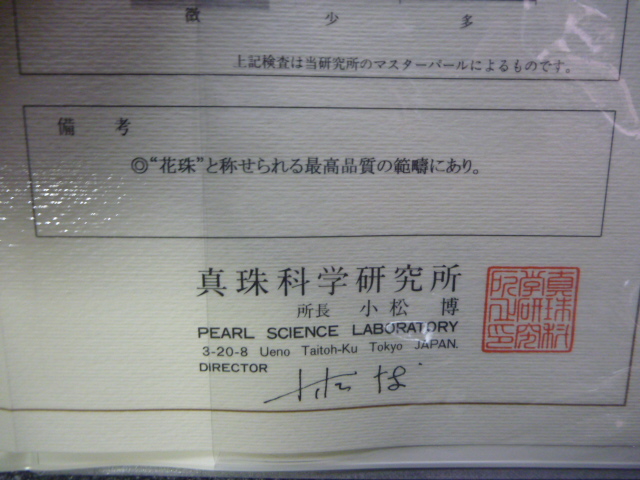 微 少 多
上記検査は当研究所のマスターパールによるものです。
備 考
◎“花珠”と称せられる最高品質の範疇にあり。
真珠科学研究所
所長 小松 博
PEARL SCIENCE LABORATORY
3-20-8 Ueno Taitoh-Ku Tokyo JAPAN.
DIRECTOR